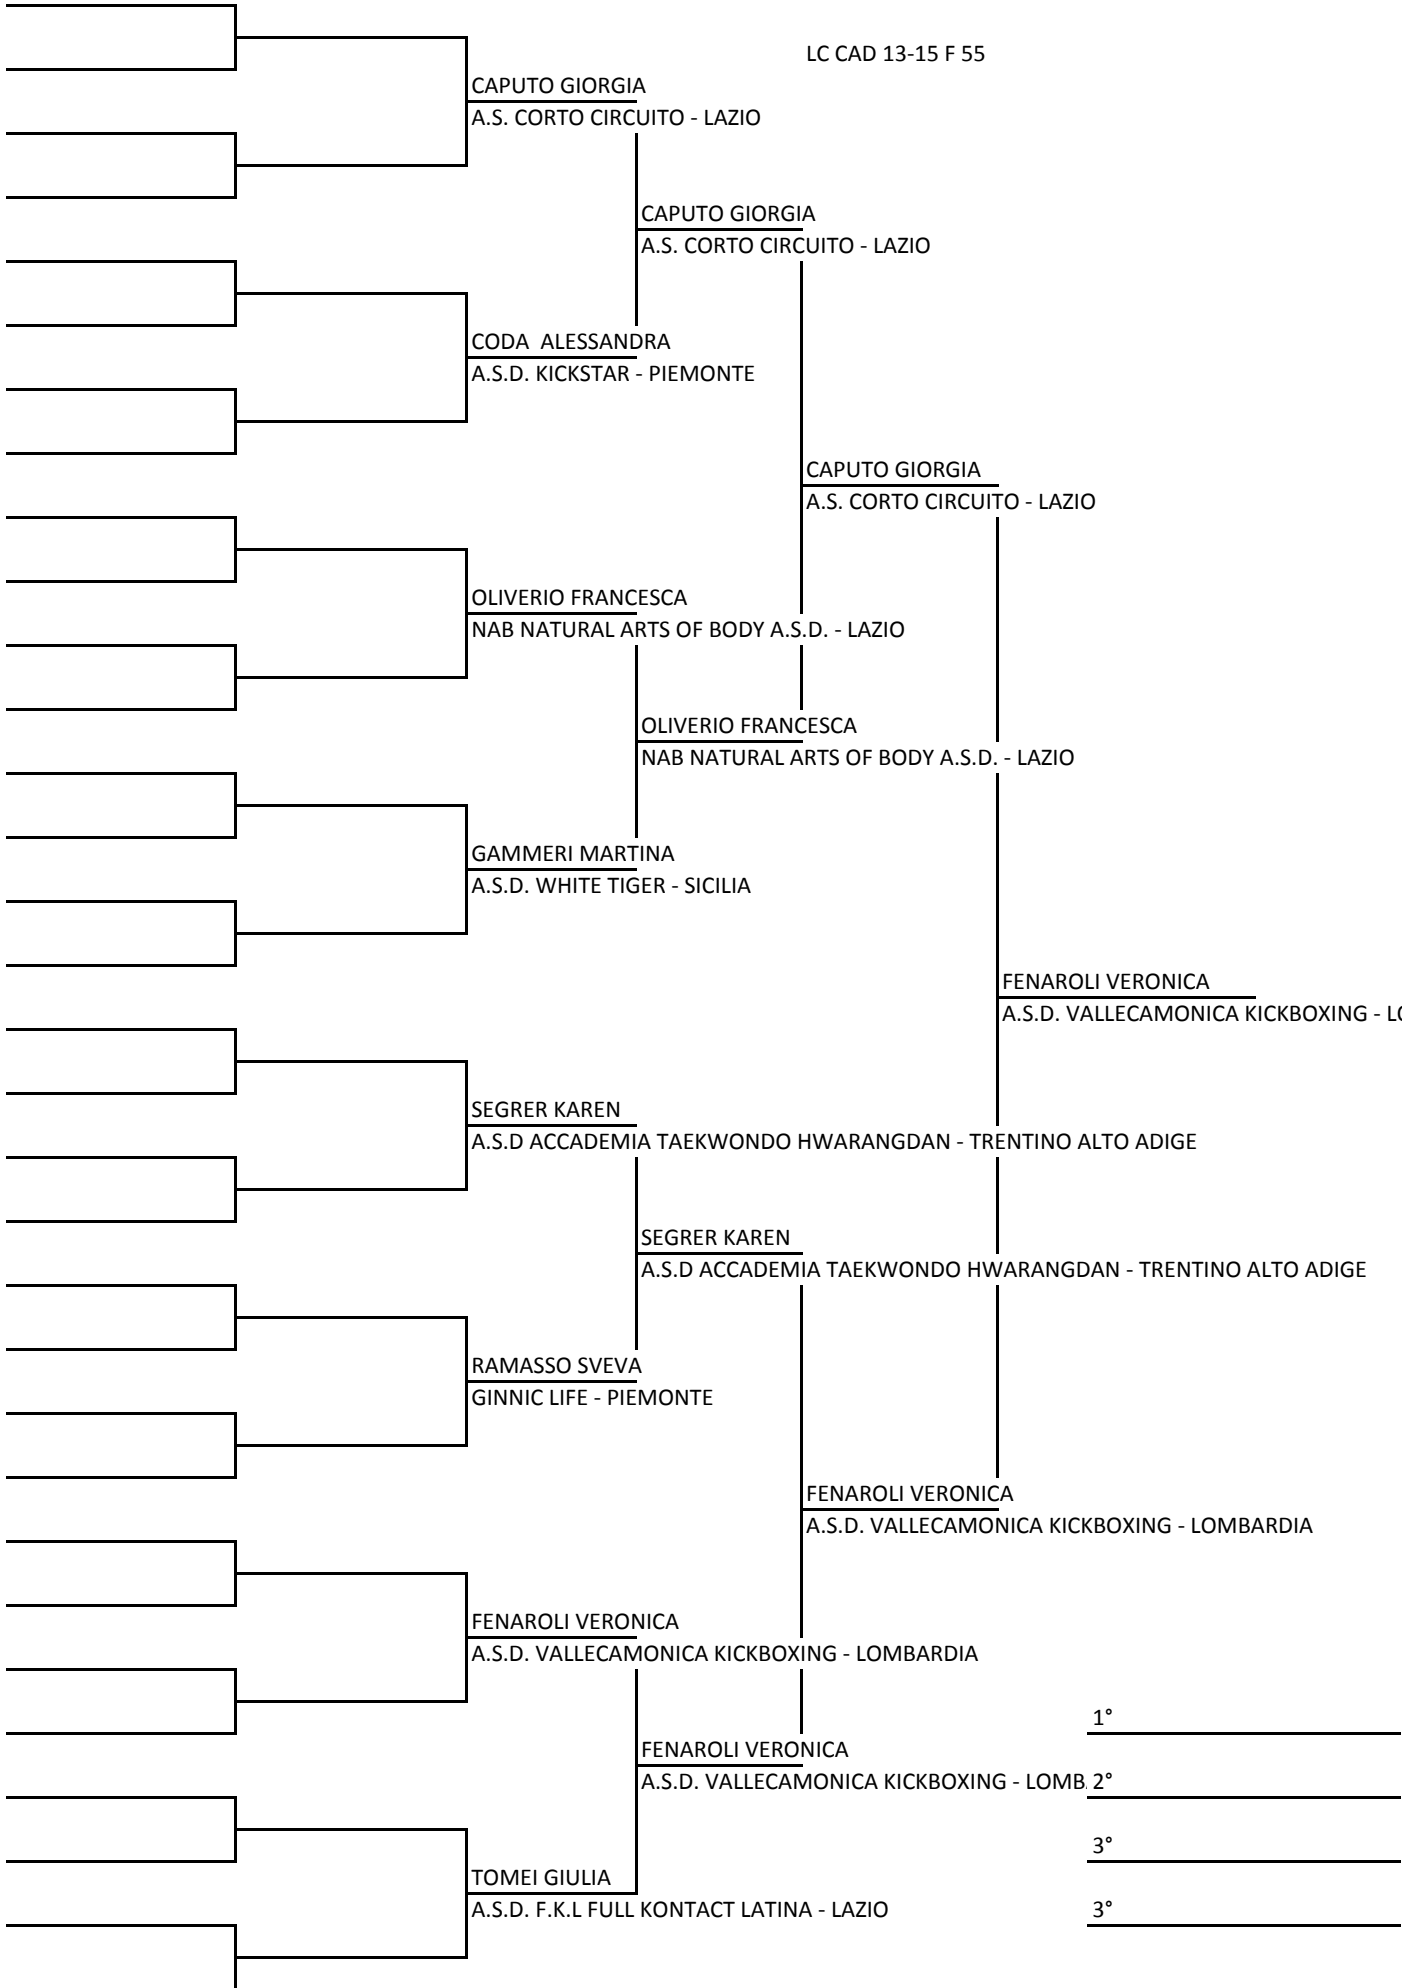 LC CAD 13-15 F 55
CAPUTO GIORGIA
A.S. CORTO CIRCUITO - LAZIO
CAPUTO GIORGIA
A.S. CORTO CIRCUITO - LAZIO
CODA  ALESSANDRA
A.S.D. KICKSTAR - PIEMONTE
CAPUTO GIORGIA
A.S. CORTO CIRCUITO - LAZIO
OLIVERIO FRANCESCA
NAB NATURAL ARTS OF BODY A.S.D. - LAZIO
OLIVERIO FRANCESCA
NAB NATURAL ARTS OF BODY A.S.D. - LAZIO
GAMMERI MARTINA
A.S.D. WHITE TIGER - SICILIA
FENAROLI VERONICA
A.S.D. VALLECAMONICA KICKBOXING - LO
SEGRER KAREN
A.S.D ACCADEMIA TAEKWONDO HWARANGDAN - TRENTINO ALTO ADIGE
SEGRER KAREN
A.S.D ACCADEMIA TAEKWONDO HWARANGDAN - TRENTINO ALTO ADIGE
RAMASSO SVEVA
GINNIC LIFE - PIEMONTE
FENAROLI VERONICA
A.S.D. VALLECAMONICA KICKBOXING - LOMBARDIA
FENAROLI VERONICA
A.S.D. VALLECAMONICA KICKBOXING - LOMBARDIA
1°
FENAROLI VERONICA
A.S.D. VALLECAMONICA KICKBOXING - LOMB
2°
3°
TOMEI GIULIA
A.S.D. F.K.L FULL KONTACT LATINA - LAZIO
3°